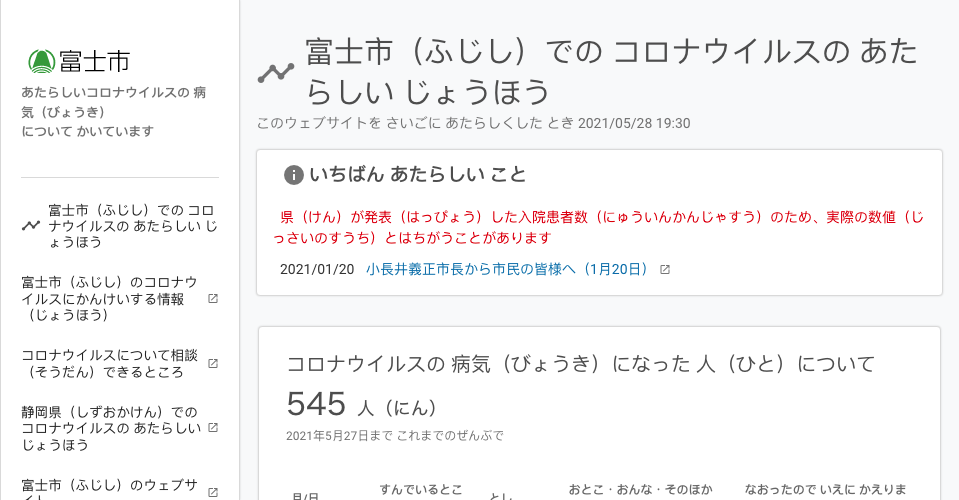 富士市
あたらしいコロナウイルスの 病
気（びょうき）
について かいています
富士市（ふじし）での コロ
ナウイルスの あたらしい じ
ょうほう
富士市（ふじし）のコロナウ
イルスにかんけいする情報
（じょうほう）
コロナウイルスについて相談
（そうだん）できるところ
静岡県（しずおかけん）での
コロナウイルスの あたらしい
じょうほう
富士市（ふじし）のウェブサ
イト
富士市（ふじし）での コロナウイルスの あた
らしい じょうほう
このウェブサイトを さいごに あたらしくした とき 2021/05/28 19:30
いちばん あたらしい こと
県（けん）が発表（はっぴょう）した入院患者数（にゅういんかんじゃすう）のため、実際の数値（じ
っさいのすうち）とはちがうことがあります
2021/01/20 小長井義正市長から市民の皆様へ（1月20日）
コロナウイルスの 病気（びょうき）になった 人（ひと）について
545 人（にん）
2021年5月27日まで これまでのぜんぶで
月/日 すんでいるとこ とし おとこ・おんな・そのほか なおったので いえに かえりま